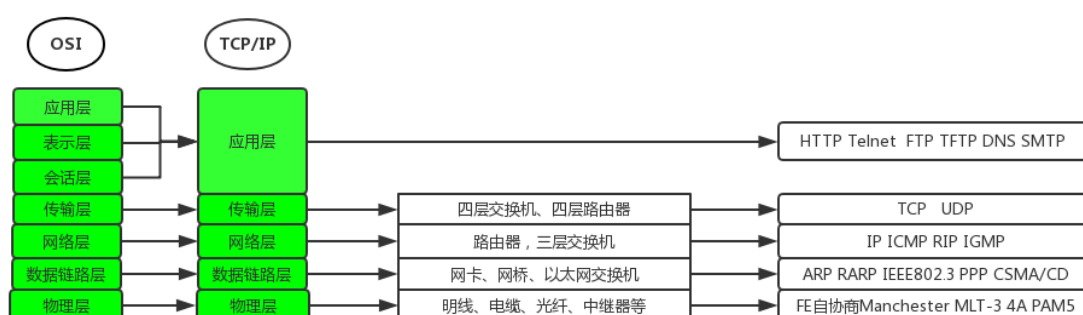 OSI TCP/IP
应用层
表示层 应用层 HTTP Telnet FTP TFTP DNS SMTP
会话层
传输层 传输层 四层交换机、四层路由器 TCP UDP
网络层 网络层 路由器，三层交换机 IP ICMP RIP IGMP
数据链路层 数据链路层 网卡、网桥、以太网交换机 ARP RARP IEEE802.3 PPP CSMA/CD
物理层 物理层 明线、电缆、光纤、中继器等 FE自协商Manchester MLT-3 4A PAM5